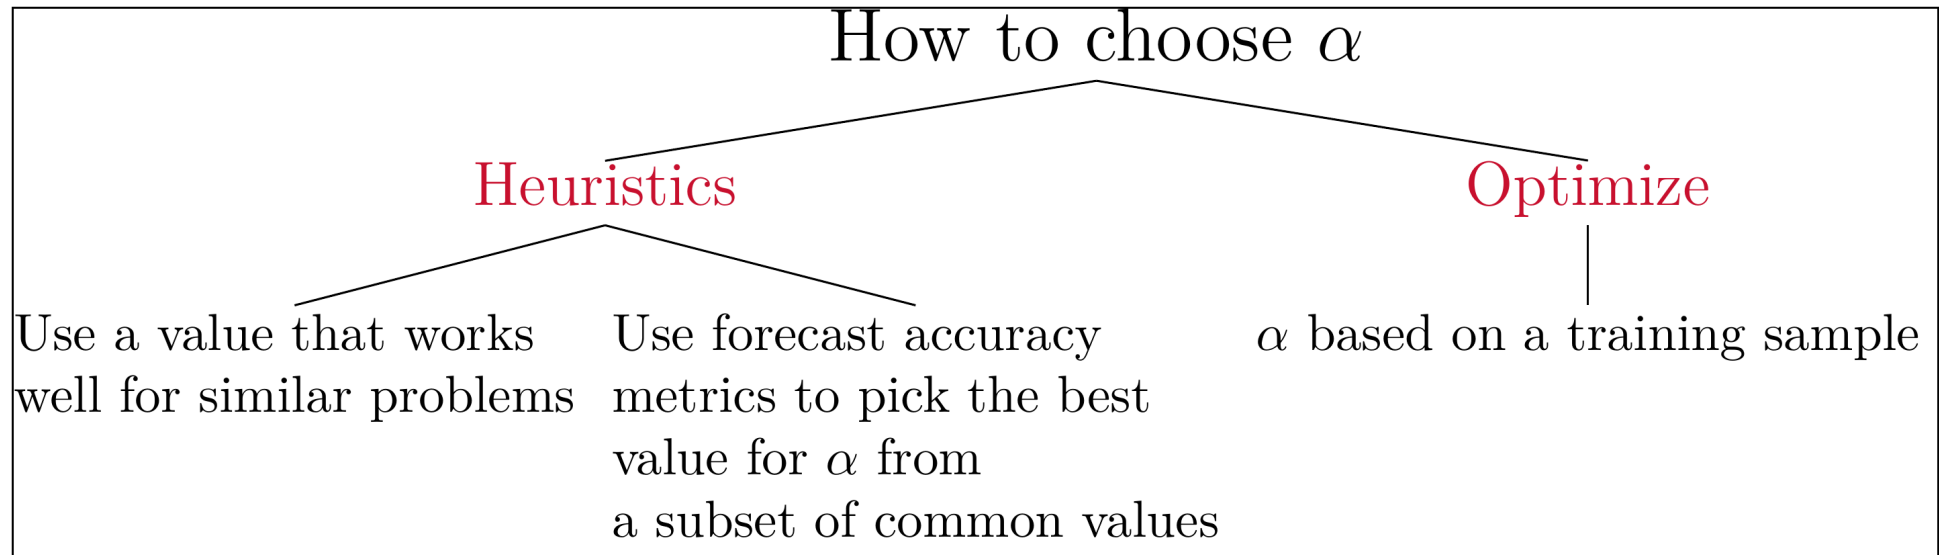 How to choose α
Heuristics
Optimize
Use a value that works
well for similar problems
Use forecast accuracy
metrics to pick the best
value for α from
a subset of common values
α based on a training sample